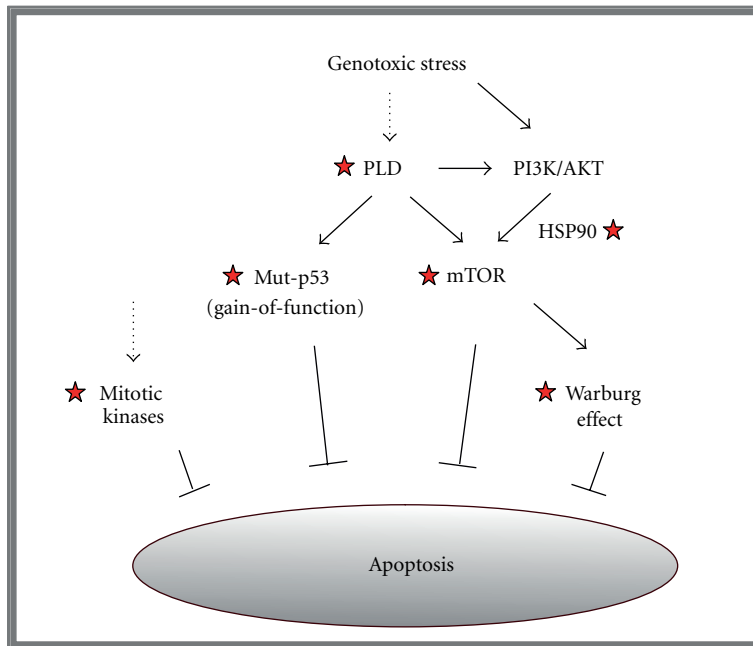 Genotoxic stress
PLD
PI3K/AKT
HSP90
Mut-p53
(gain-of-function)
mTOR
Mitotic
kinases
Warburg
effect
Apoptosis